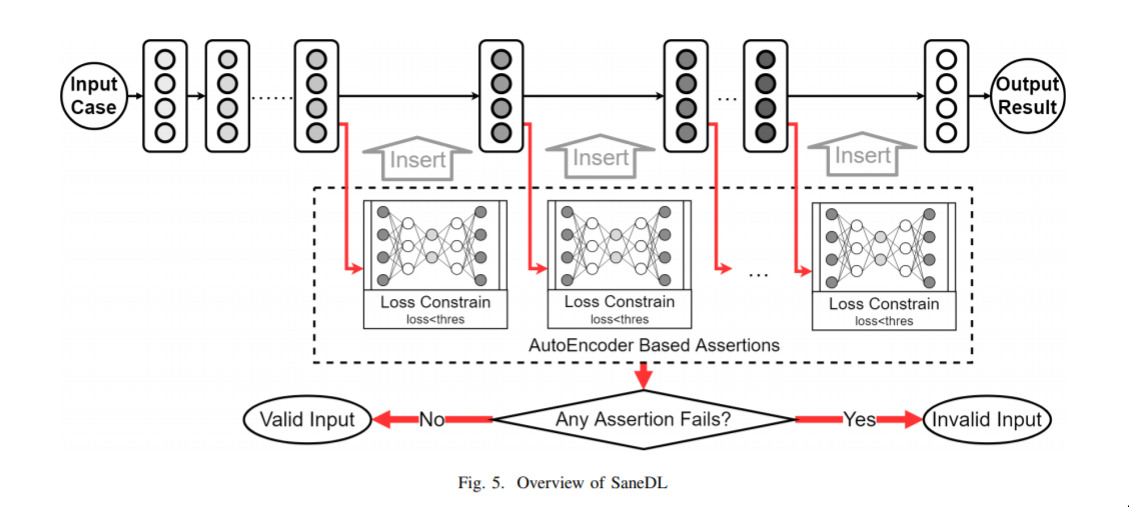 Input
Case
......
Output
Result
...
Insert
Insert
Insert
...
Loss Constrain
loss<thres
Loss Constrain
loss<thres
Loss Constrain
loss<thres
AutoEncoder Based Assertions
Valid Input
No
Any Assertion Fails?
Yes
Invalid Input
Fig. 5. Overview of SaneDL